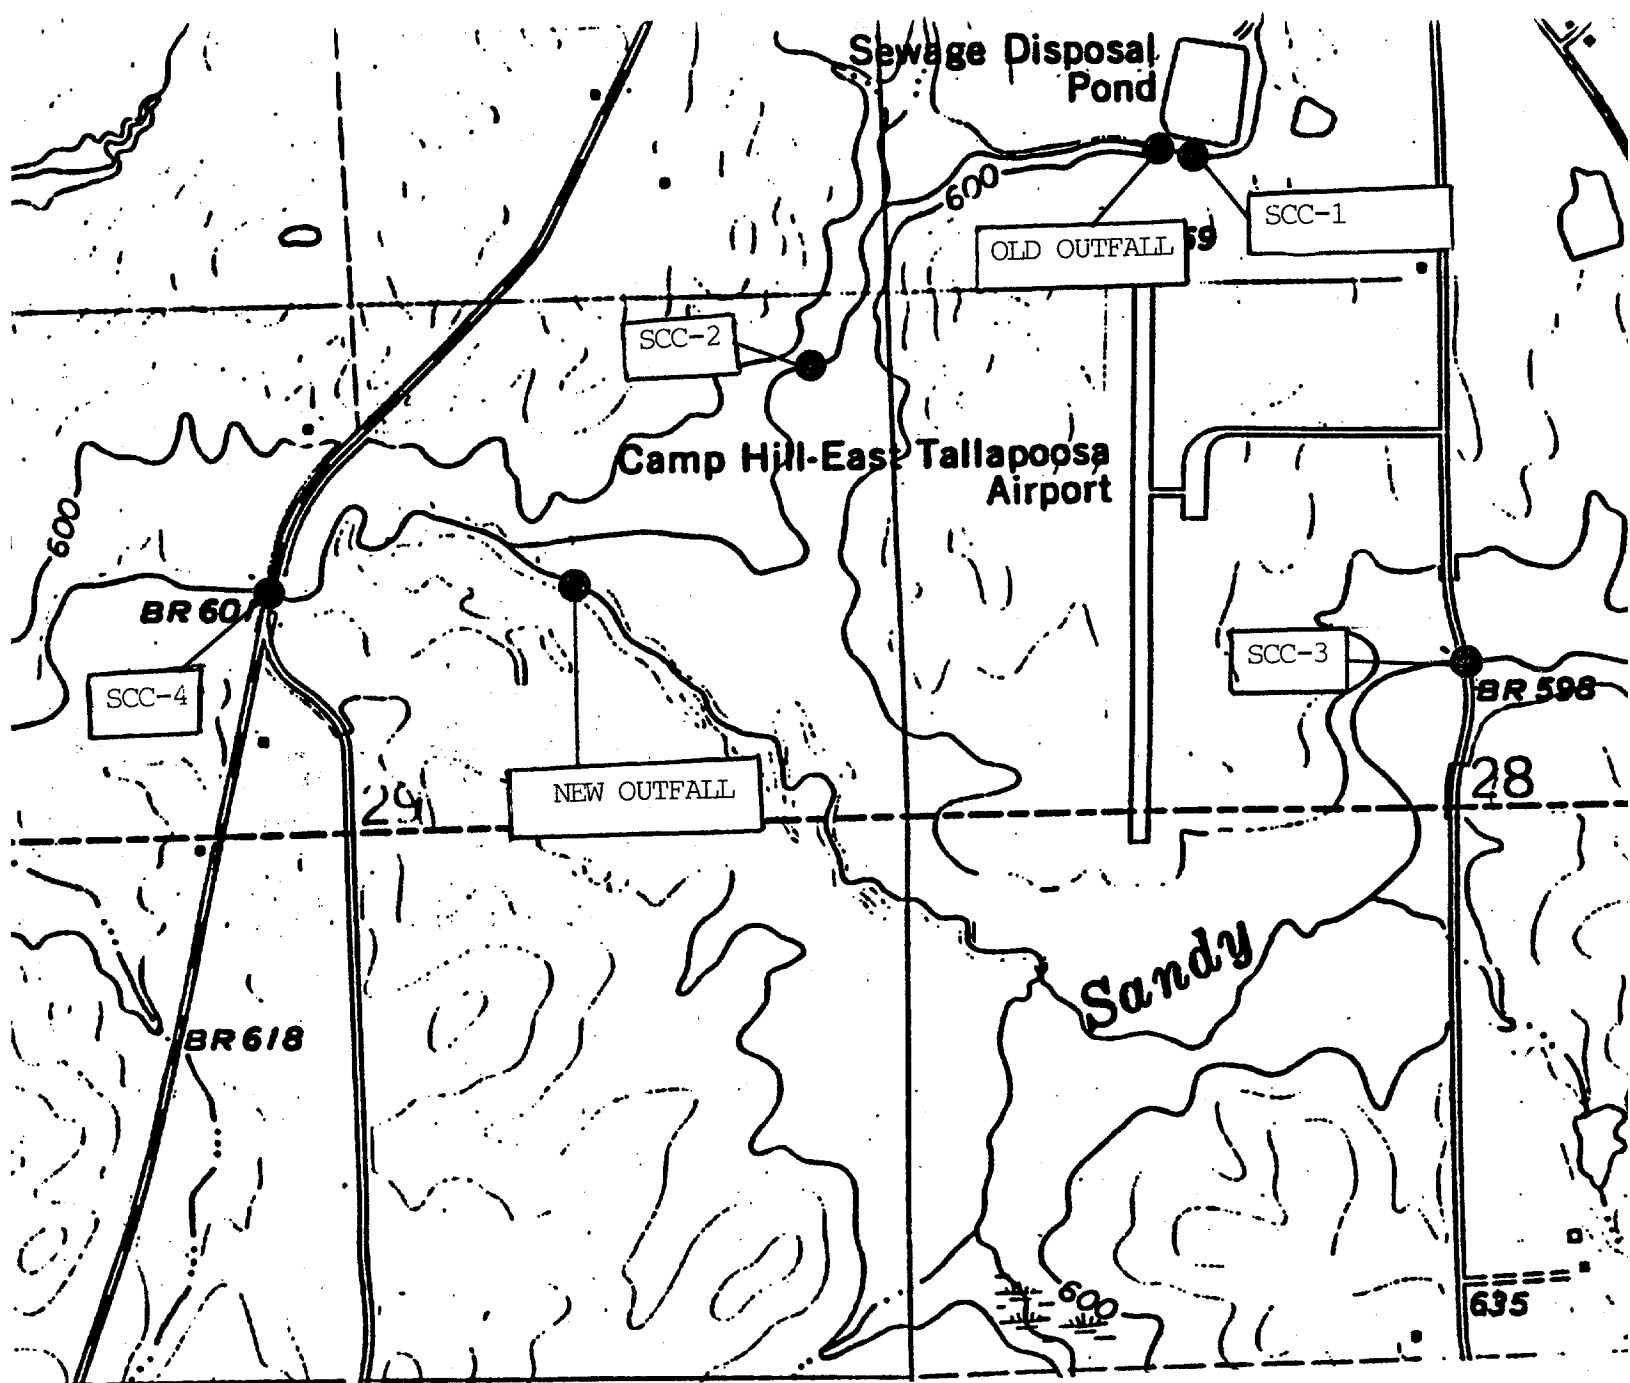 Sewage Disposal
Pond
600
SCC-1
OLD OUTFALL
59
SCC-2
Camp Hill-East Tallapoosa
Airport
600
BR 601
SCC-3
SCC-4
BR 598
NEW OUTFALL
29
28
Sandy
BR 618
600
635